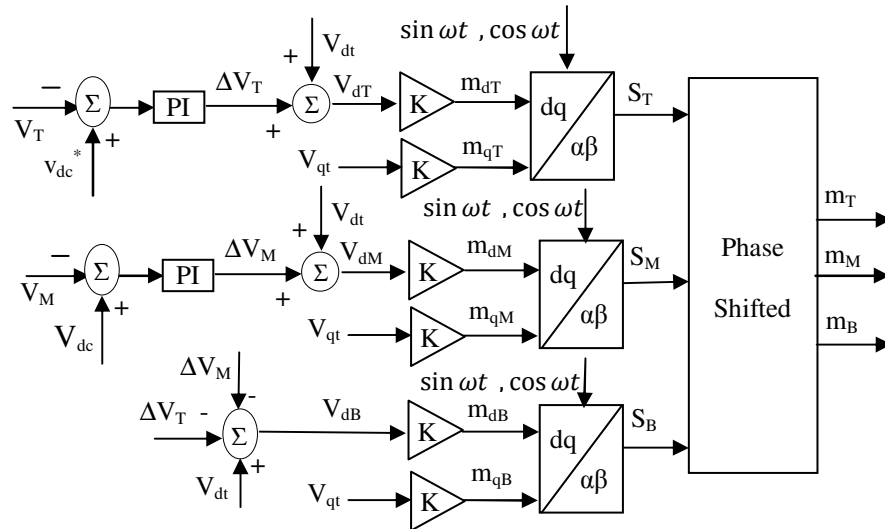 sin ωt , cos ωt
V_dt
+
−
ΔV_T
V_dT
m_dT
S_T
Σ
PI
Σ
K
dq
V_T
+
+
αβ
v_dc*
V_qt
K
m_qT
sin ωt , cos ωt
V_dt
+
−
ΔV_M
V_dM
m_dM
S_M
Σ
PI
Σ
K
dq
V_M
+
+
αβ
V_dc
V_qt
K
m_qM
ΔV_M
sin ωt , cos ωt
-
ΔV_T
-
V_dB
m_dB
S_B
Σ
K
dq
+
αβ
V_dt
V_qt
K
m_qB
Phase
Shifted
m_T
m_M
m_B